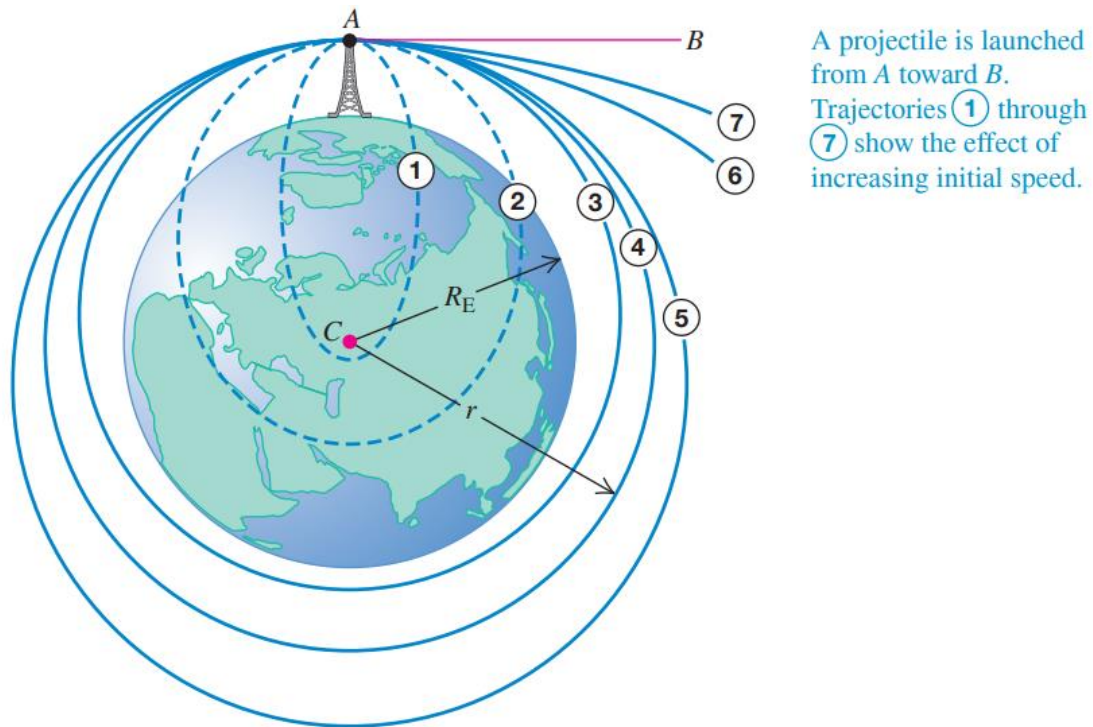 A
B
A projectile is launched
from A toward B.
Trajectories ① through
⑦ show the effect of
increasing initial speed.
7
6
1
2
3
4
5
R_E
C
r